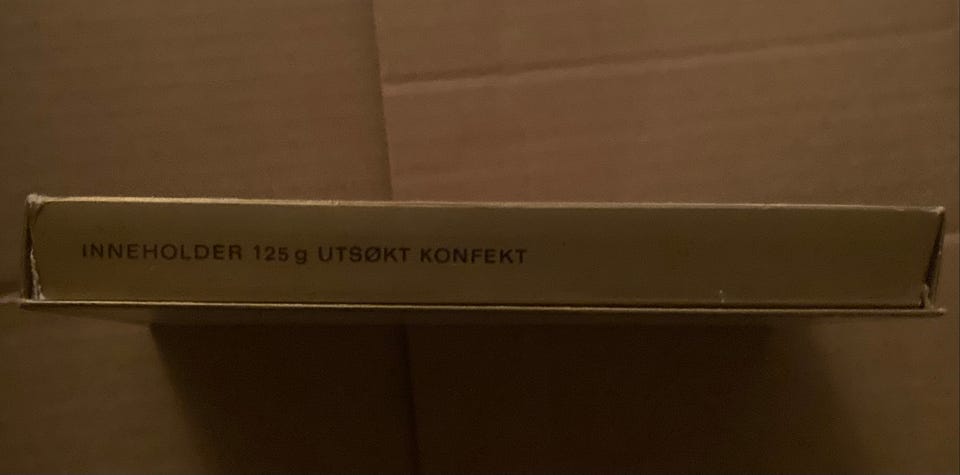 INNEHOLDER 125 g UTSØKT KONFEKT